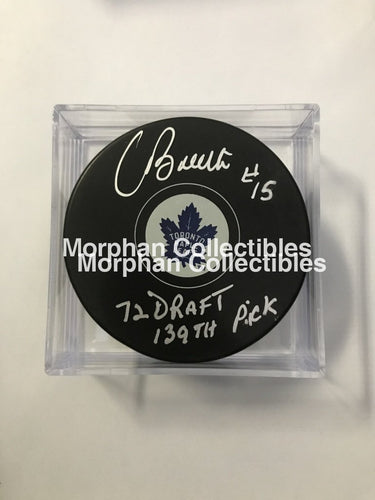 #15
TORONTO
Morphan Collectibles
Morphan Collectibles
72 DRAFT
139TH PICK